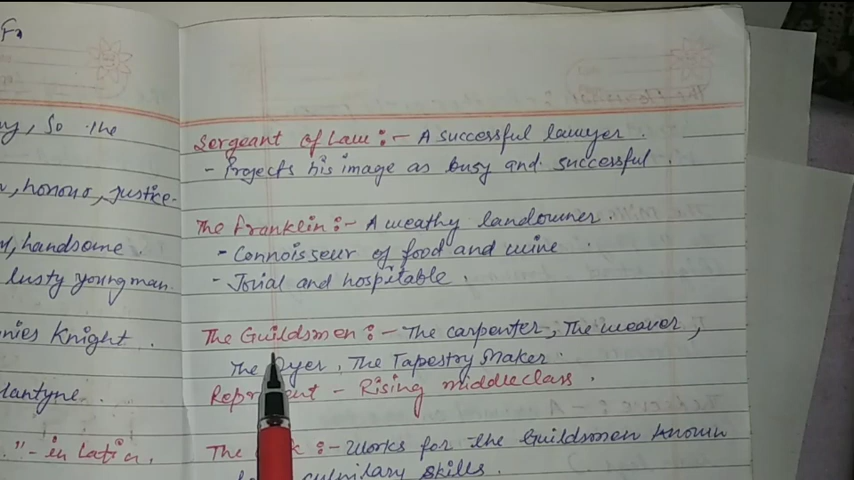 ny, So the
n, honour, justice.
handsome.
lusty young man.
Knight.
" - in Latin.
Sergeant of Law :- A successful lawyer.
- Projects his image as busy and successful.
The Franklin :- A weathy landowner.
- Connoisseur of food and wine
- Jovial and hospitable.
The Guildsmen :- The carpenter, The weaver,
The Dyer, The Tapestry Maker.
Represent - Rising middleclass.
The :- Works for the Guildsmen known
culnilary skills.